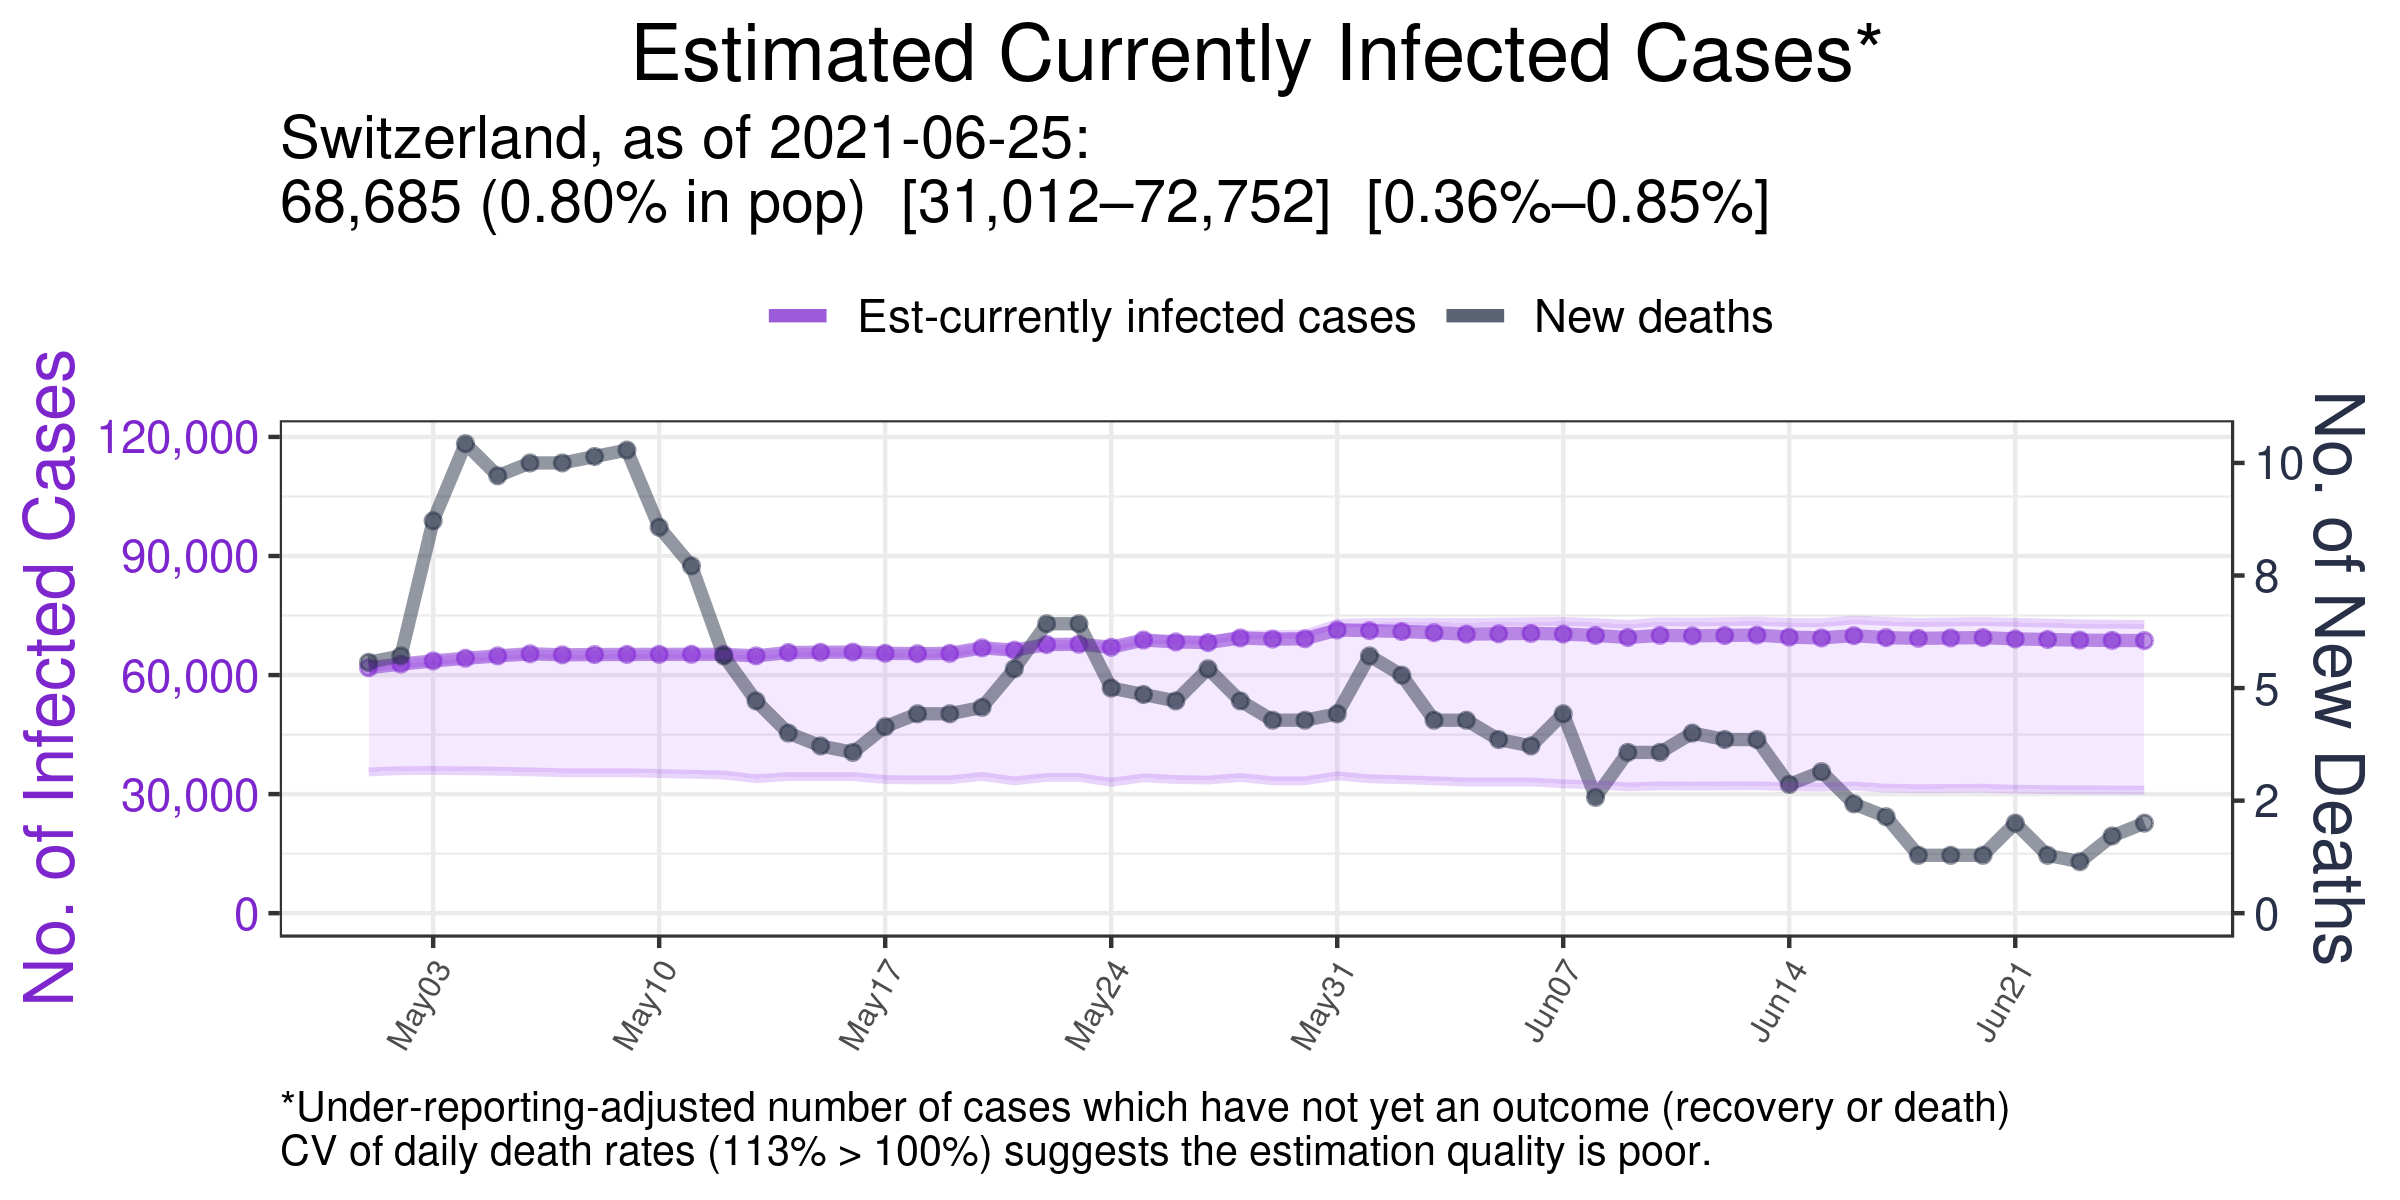 Estimated Currently Infected Cases*
Switzerland, as of 2021-06-25:
68,685 (0.80% in pop)  [31,012–72,752]  [0.36%–0.85%]
Est-currently infected cases
New deaths
No. of Infected Cases
120,000
90,000
60,000
30,000
0
10
8
5
2
0
No. of New Deaths
May03
May10
May17
May24
May31
Jun07
Jun14
Jun21
*Under-reporting-adjusted number of cases which have not yet an outcome (recovery or death)
CV of daily death rates (113% > 100%) suggests the estimation quality is poor.